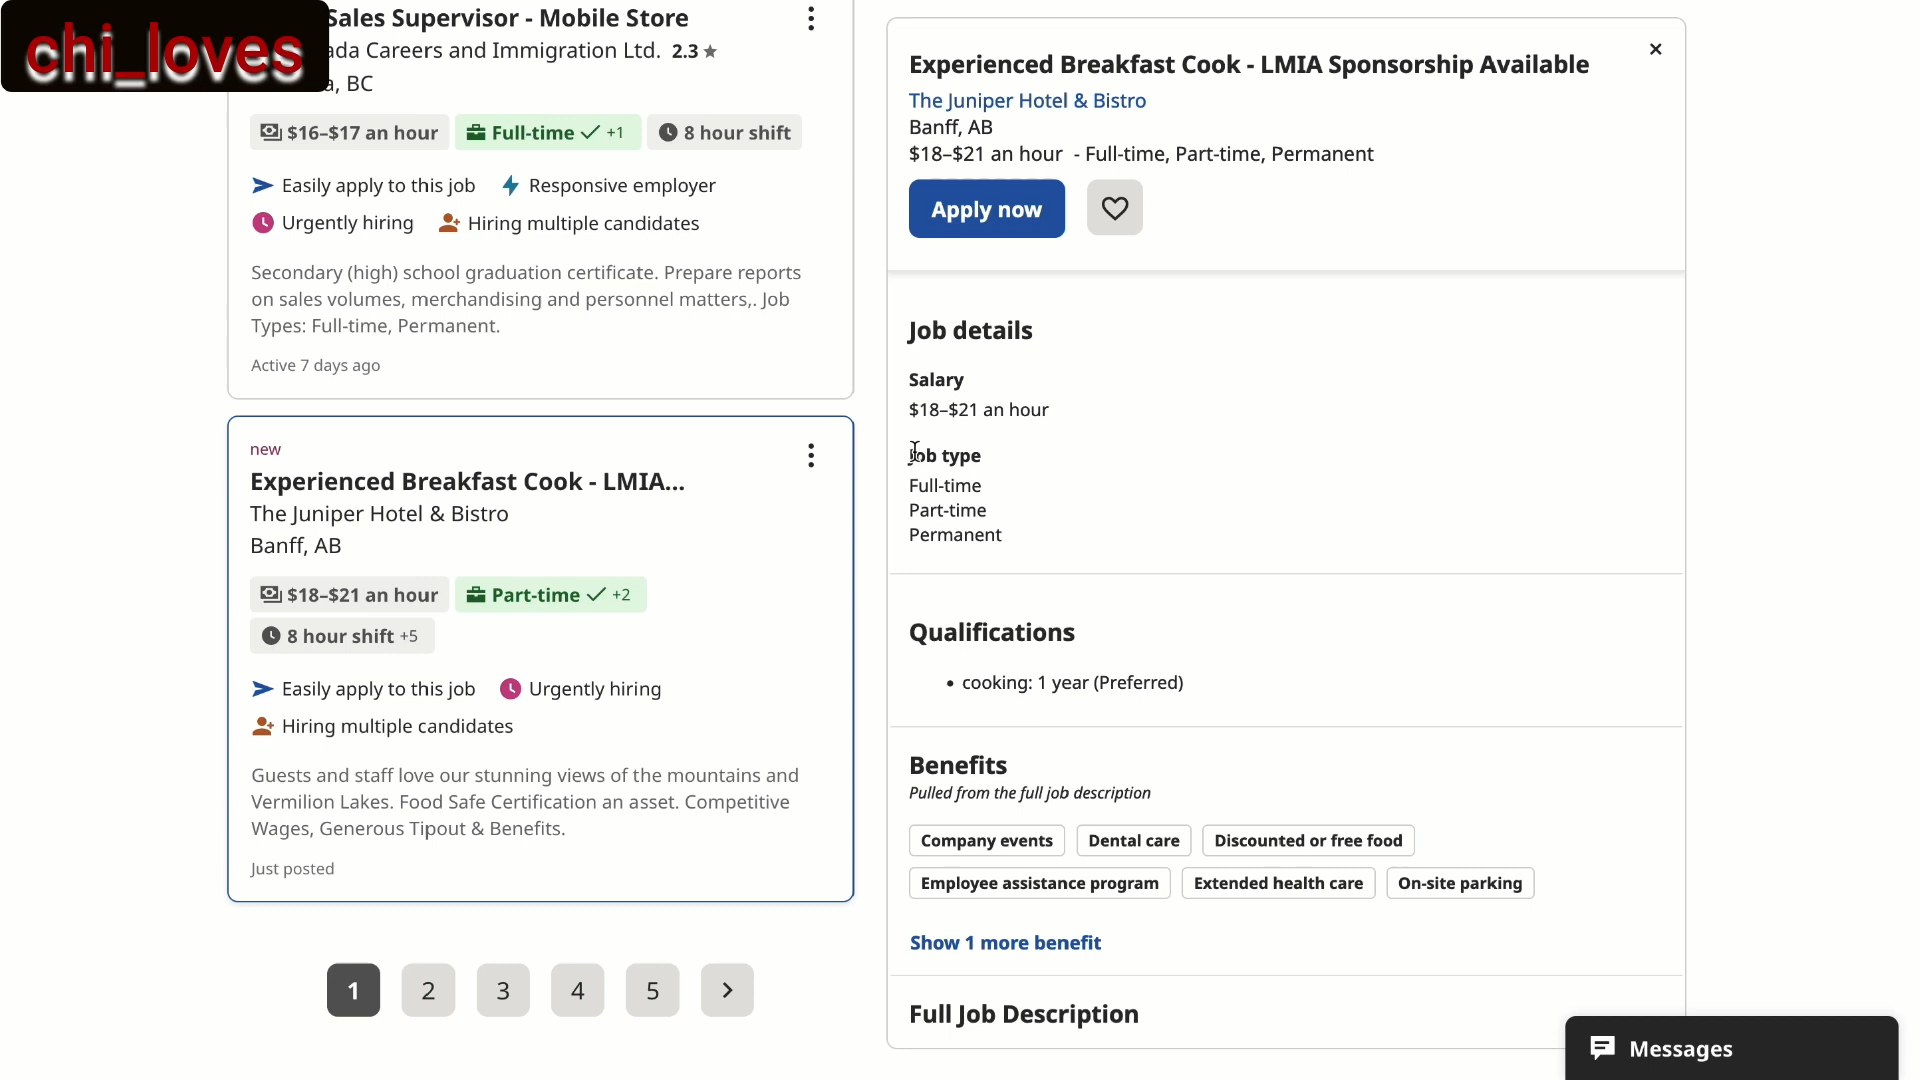 chi_loves
Sales Supervisor - Mobile Store
ada Careers and Immigration Ltd. 2.3
a, BC
$16–$17 an hour
Full-time +1
8 hour shift
Easily apply to this job
Responsive employer
Urgently hiring
Hiring multiple candidates
Secondary (high) school graduation certificate. Prepare reports
on sales volumes, merchandising and personnel matters,. Job
Types: Full-time, Permanent.
Active 7 days ago
new
Experienced Breakfast Cook - LMIA...
The Juniper Hotel & Bistro
Banff, AB
$18–$21 an hour
Part-time +2
8 hour shift +5
Easily apply to this job
Urgently hiring
Hiring multiple candidates
Guests and staff love our stunning views of the mountains and
Vermilion Lakes. Food Safe Certification an asset. Competitive
Wages, Generous Tipout & Benefits.
Just posted
1 2 3 4 5
Experienced Breakfast Cook - LMIA Sponsorship Available
The Juniper Hotel & Bistro
Banff, AB
$18–$21 an hour - Full-time, Part-time, Permanent
Apply now
Job details
Salary
$18–$21 an hour
Job type
Full-time
Part-time
Permanent
Qualifications
• cooking: 1 year (Preferred)
Benefits
Pulled from the full job description
Company events
Dental care
Discounted or free food
Employee assistance program
Extended health care
On-site parking
Show 1 more benefit
Full Job Description
Messages